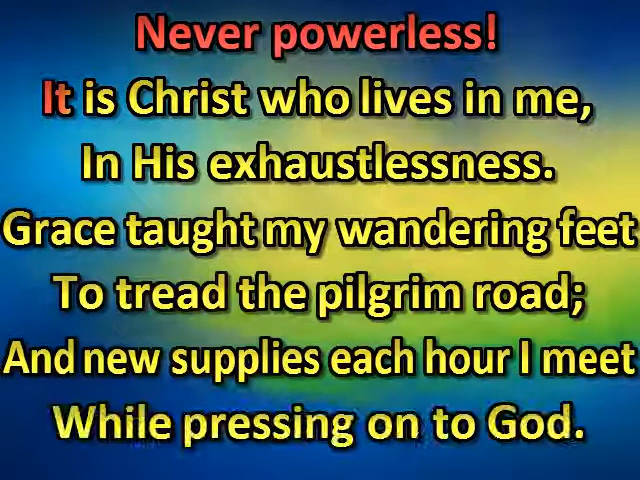 Never powerless!
It is Christ who lives in me,
In His exhaustlessness.
Grace taught my wandering feet
To tread the pilgrim road;
And new supplies each hour I meet
While pressing on to God.